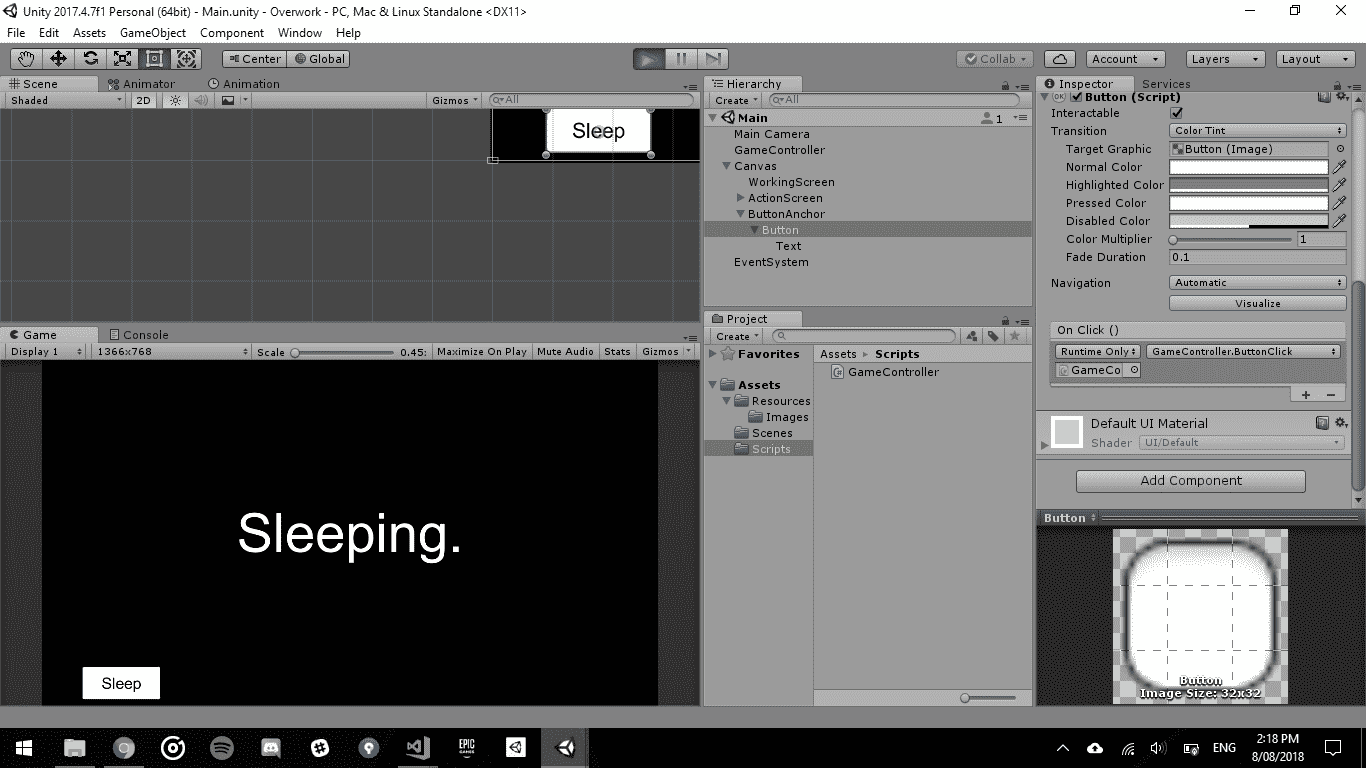 Unity 2017.4.7f1 Personal (64bit) - Main.unity - Overwork - PC, Mac & Linux Standalone <DX11>
File Edit Assets GameObject Component Window Help
Center Global Collab Account Layers Layout
Scene Animator Animation
Shaded 2D Gizmos All
Sleep
Hierarchy
Create All
Main 1
Main Camera
GameController
Canvas
WorkingScreen
ActionScreen
ButtonAnchor
Button
Text
EventSystem
Inspector Services
Button (Script)
Interactable
Transition Color Tint
Target Graphic Button (Image)
Normal Color
Highlighted Color
Pressed Color
Disabled Color
Color Multiplier 1
Fade Duration 0.1
Navigation Automatic
Visualize
On Click ()
Runtime Only GameController.ButtonClick
GameCo
+ −
Default UI Material
Shader UI/Default
Add Component
Button
Button
Image Size: 32x32
Game Console
Display 1 1366x768 Scale 0.45: Maximize On Play Mute Audio Stats Gizmos
Sleeping.
Sleep
Project
Create
Favorites
Assets
Resources
Images
Scenes
Scripts
Assets Scripts
GameController
EPIC GAMES
ENG
2:18 PM
8/08/2018